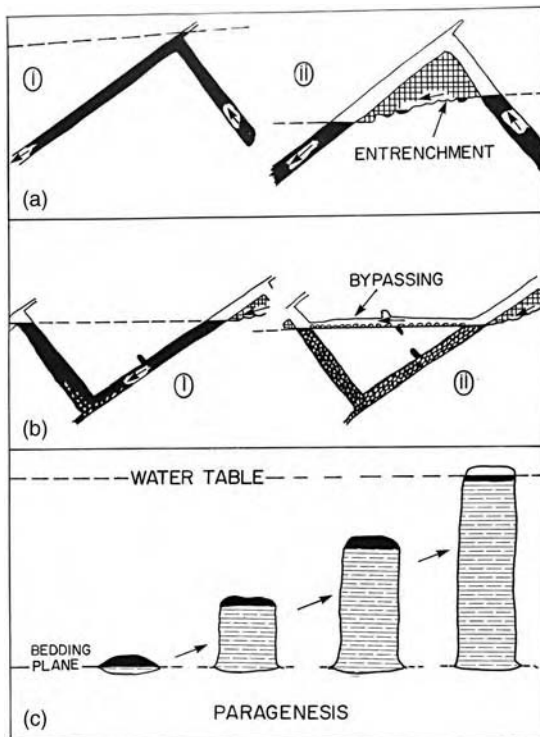 i
ii
ENTRENCHMENT
(a)
BYPASSING
i
ii
(b)
WATER TABLE
BEDDING
PLANE
PARAGENESIS
(c)